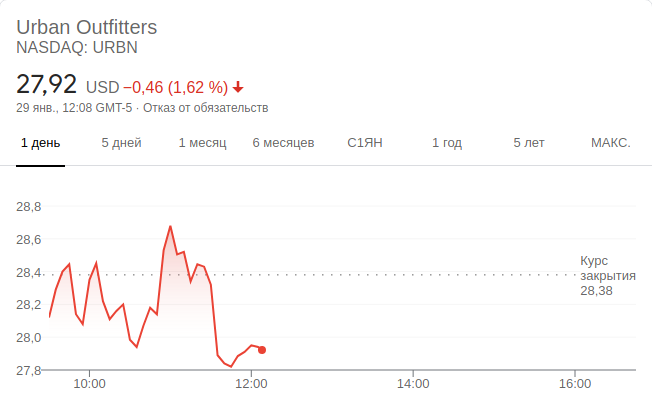 Urban Outfitters
NASDAQ: URBN
27,92 USD −0,46 (1,62 %)
29 янв., 12:08 GMT-5 · Отказ от обязательств
1 день 5 дней 1 месяц 6 месяцев С1ЯН 1 год 5 лет МАКС.
28,8
28,6
28,4
28,2
28,0
27,8
Курс
закрытия
28,38
10:00 12:00 14:00 16:00